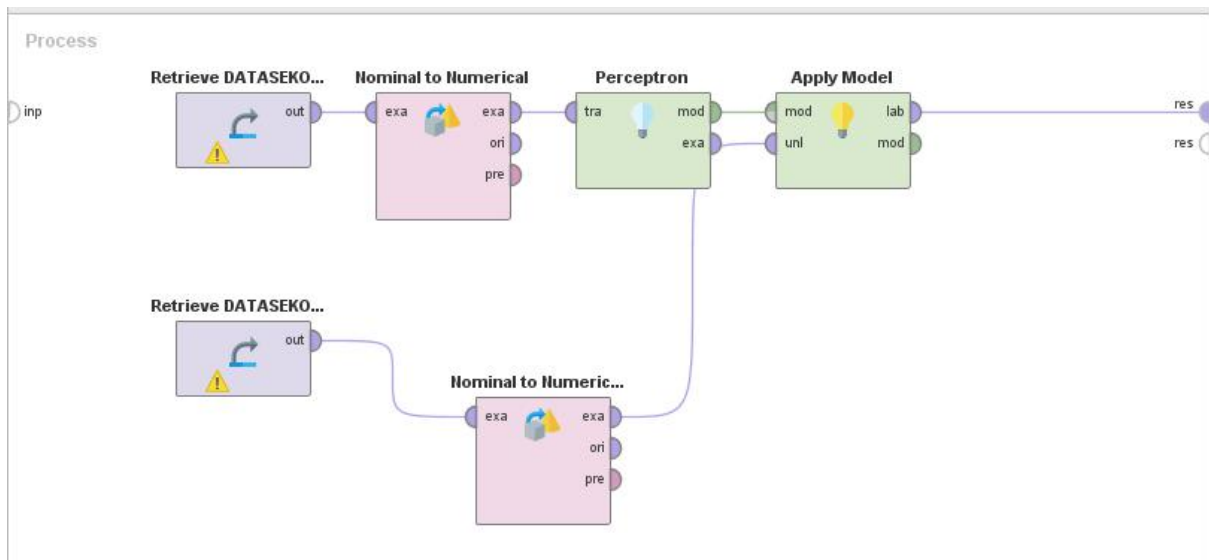 Process
Retrieve DATASEKO... Nominal to Numerical Perceptron Apply Model
inp out exa exa tra mod mod lab res
ori exa unl mod res
pre
Retrieve DATASEKO...
out
Nominal to Numeric...
exa exa
ori
pre